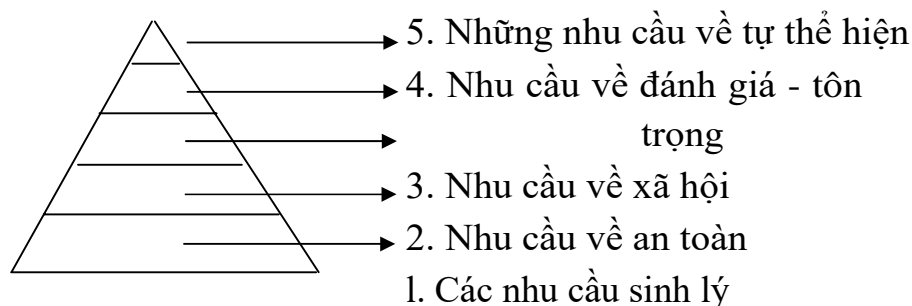 5. Những nhu cầu về tự thể hiện
4. Nhu cầu về đánh giá - tôn
trọng
3. Nhu cầu về xã hội
2. Nhu cầu về an toàn
l. Các nhu cầu sinh lý